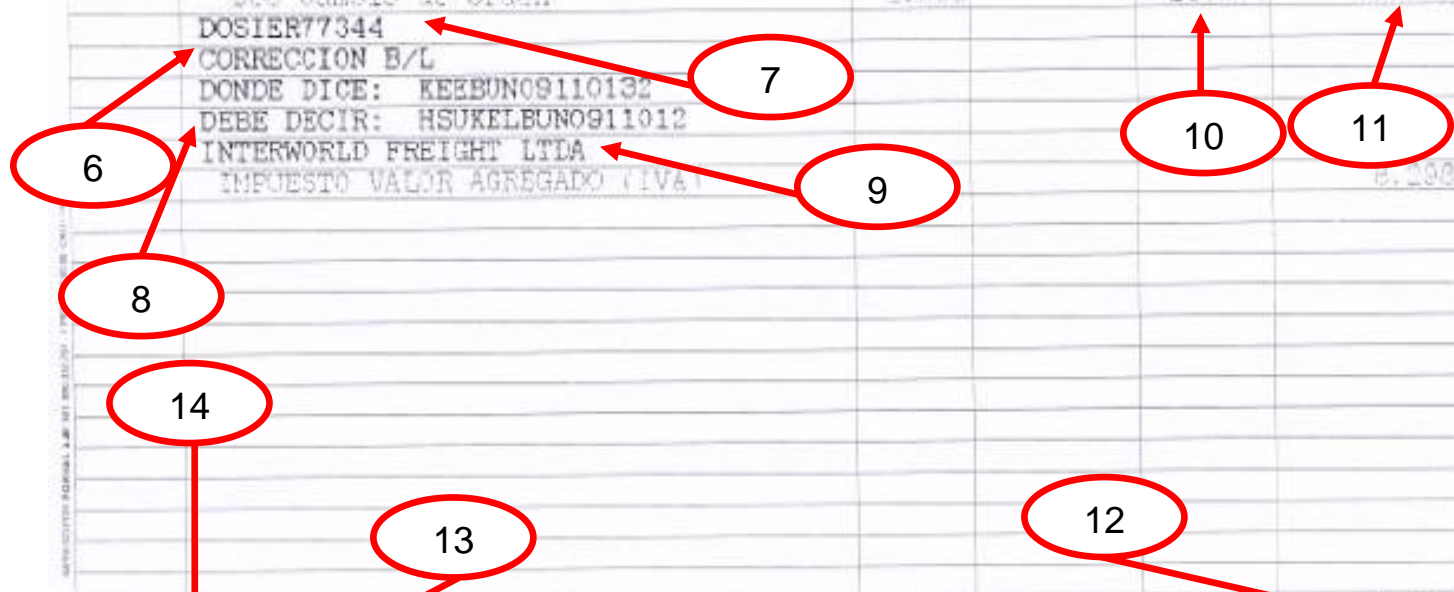 DOSIER77344
CORRECCION B/L
7
DONDE DICE: KEEBUN09110132
DEBE DECIR: HSUKELBUN0911012
10
11
6
INTERWORLD FREIGHT LTDA
9
IMPUESTO VALOR AGREGADO (IVA)
8
14
12
13